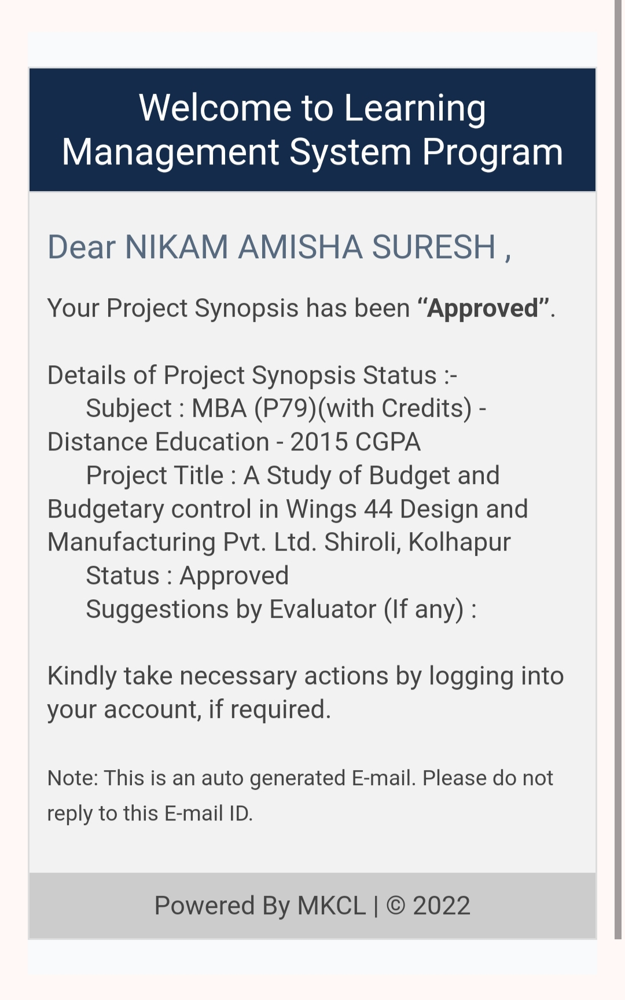 Welcome to Learning
Management System Program
Dear NIKAM AMISHA SURESH ,
Your Project Synopsis has been “Approved”.
Details of Project Synopsis Status :-
Subject : MBA (P79)(with Credits) -
Distance Education - 2015 CGPA
Project Title : A Study of Budget and
Budgetary control in Wings 44 Design and
Manufacturing Pvt. Ltd. Shiroli, Kolhapur
Status : Approved
Suggestions by Evaluator (If any) :
Kindly take necessary actions by logging into
your account, if required.
Note: This is an auto generated E-mail. Please do not
reply to this E-mail ID.
Powered By MKCL | © 2022